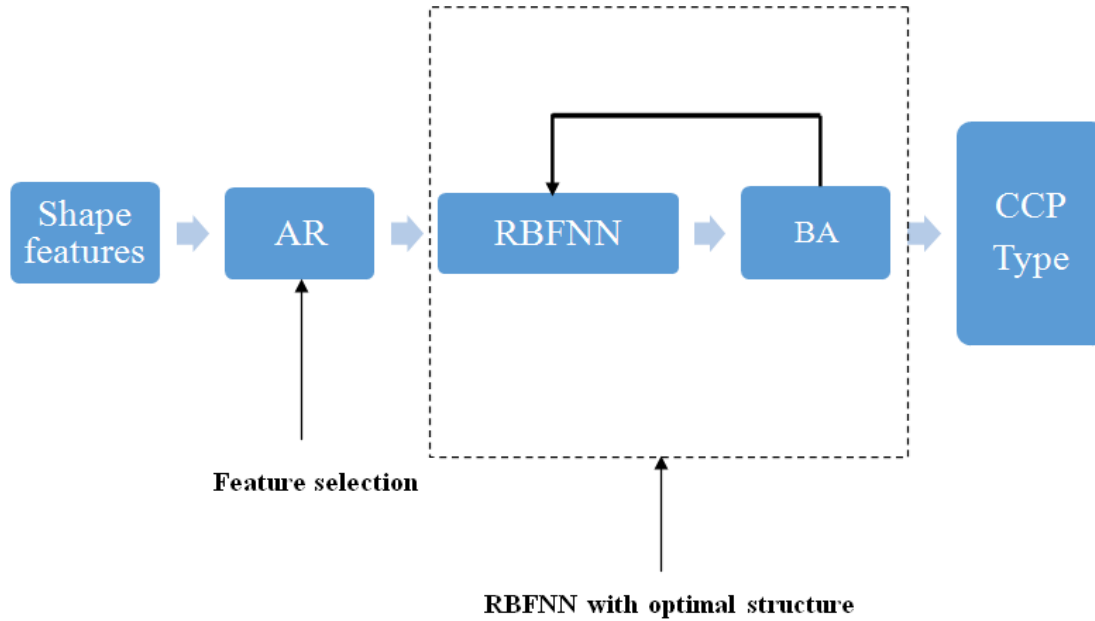 Shape
features
AR
RBFNN
BA
CCP
Type
Feature selection
RBFNN with optimal structure